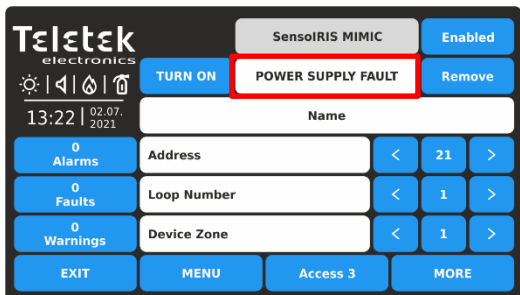 Teletek
electronics
SensoIRIS MIMIC
Enabled
TURN ON
POWER SUPPLY FAULT
Remove
13:22 | 02.07.
2021
Name
0
Alarms
Address
< 21 >
0
Faults
Loop Number
< 1 >
0
Warnings
Device Zone
< 1 >
EXIT
MENU
Access 3
MORE